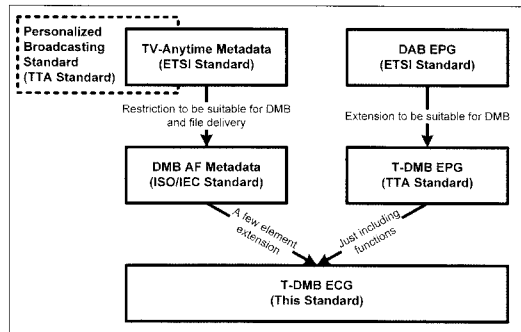 Personalized
Broadcasting
Standard
(TTA Standard)
TV-Anytime Metadata
(ETSI Standard)
DAB EPG
(ETSI Standard)
Restriction to be suitable for DMB
and file delivery
Extension to be suitable for DMB
DMB AF Metadata
(ISO/IEC Standard)
T-DMB EPG
(TTA Standard)
A few element
extension
Just including
functions
T-DMB ECG
(This Standard)